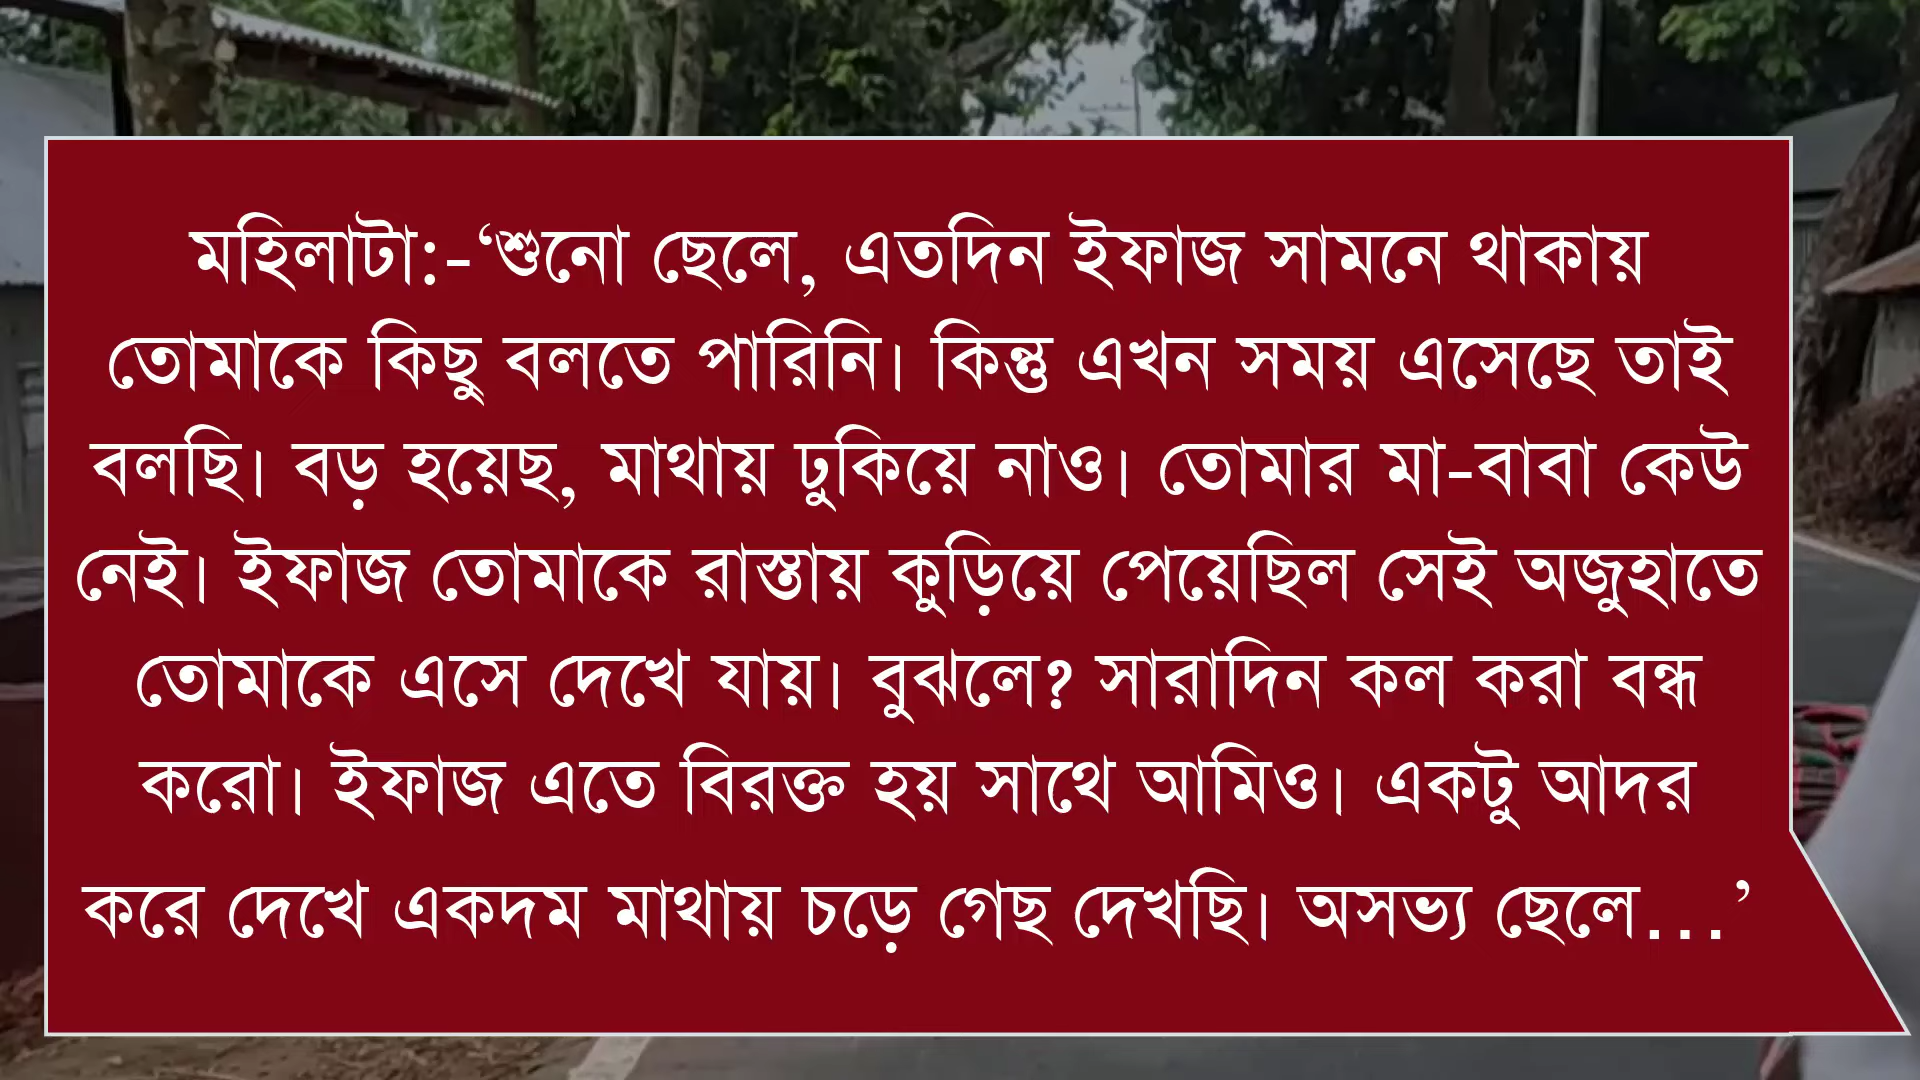 মহিলাটা:-‘শুনো ছেলে, এতদিন ইফাজ সামনে থাকায়
তোমাকে কিছু বলতে পারিনি। কিন্তু এখন সময় এসেছে তাই
বলছি। বড় হয়েছ, মাথায় ঢুকিয়ে নাও। তোমার মা-বাবা কেউ
নেই। ইফাজ তোমাকে রাস্তায় কুড়িয়ে পেয়েছিল সেই অজুহাতে
তোমাকে এসে দেখে যায়। বুঝলে? সারাদিন কল করা বন্ধ
করো। ইফাজ এতে বিরক্ত হয় সাথে আমিও। একটু আদর
করে দেখে একদম মাথায় চড়ে গেছ দেখছি। অসভ্য ছেলে...’